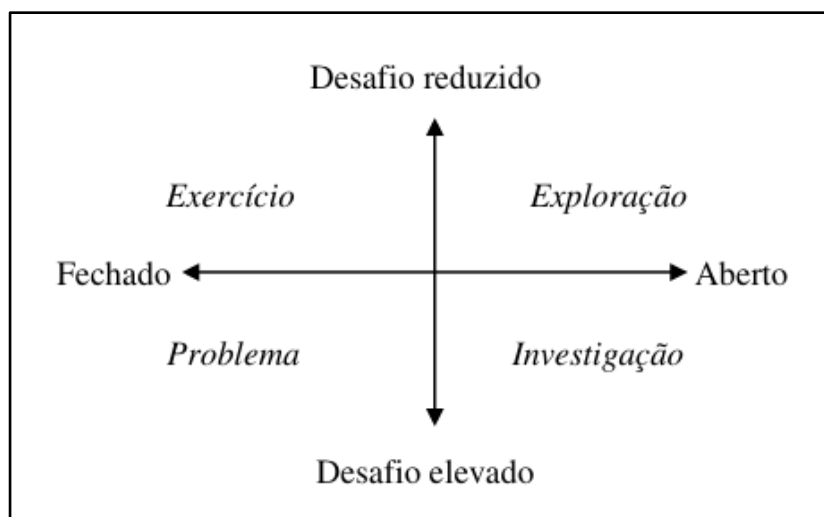 Desafio reduzido
Exercício Exploração
Fechado Aberto
Problema Investigação
Desafio elevado